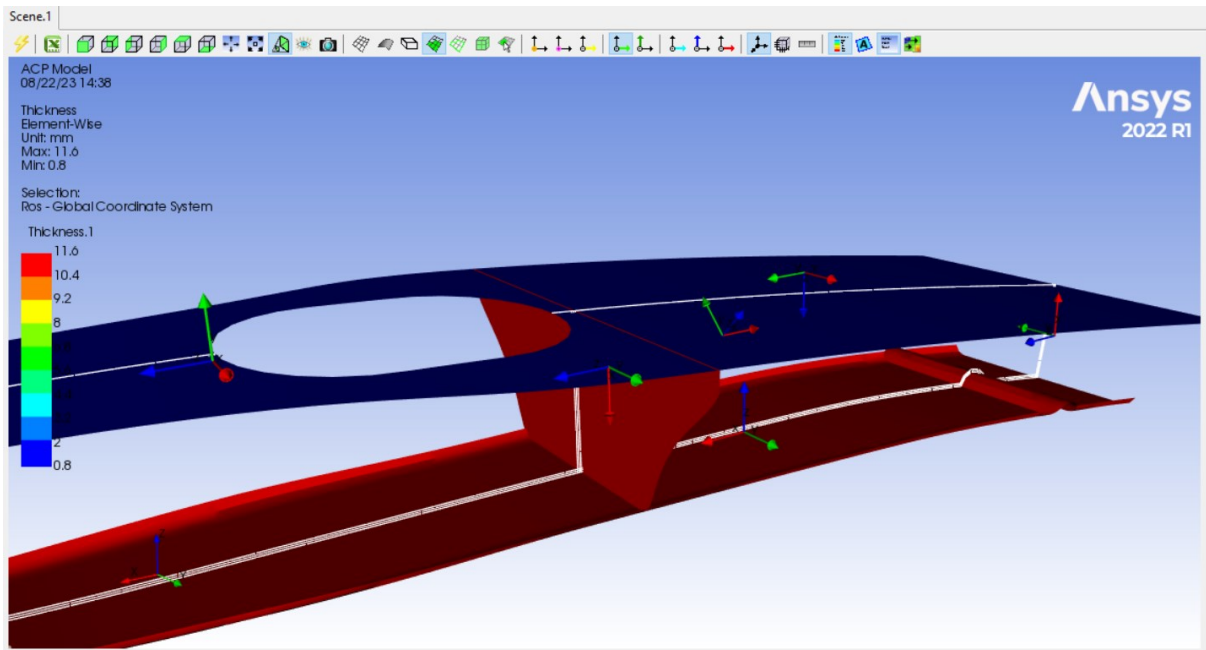 Scene.1
ACP Model
08/22/23 14:38
Ansys
2022 R1
Thickness
Element-Wise
Unit: mm
Max: 11.6
Min: 0.8
Selection:
Ros - Global Coordinate System
Thickness.1
11.6
10.4
9.2
8
2
0.8